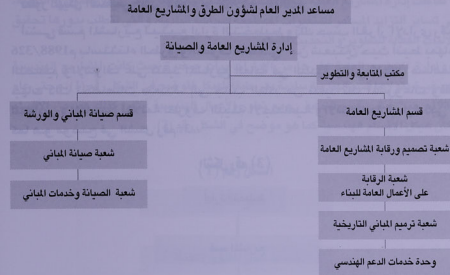 مساعد المدير العام لشؤون الطرق والمشاريع العامة
إدارة المشاريع العامة والصيانة
مكتب المتابعة والتطوير
قسم المشاريع العامة
شعبة تصميم ورقابة المشاريع العامة
شعبة الرقابة
على الأعمال العامة للبناء
شعبة ترميم المباني التاريخية
وحدة خدمات الدعم الهندسي
قسم صيانة المباني والورشة
شعبة صيانة المباني
شعبة الصيانة وخدمات المباني